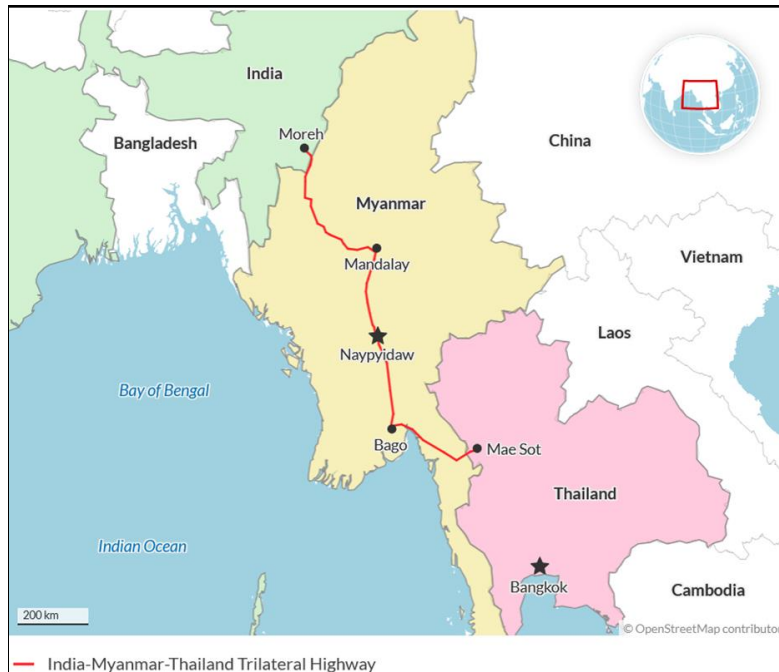 India
Moreh
Bangladesh
China
Myanmar
Vietnam
Mandalay
Laos
Naypyidaw
Bay of Bengal
Bago
Mae Sot
Thailand
Indian Ocean
Bangkok
Cambodia
200 km
© OpenStreetMap contributor
India-Myanmar-Thailand Trilateral Highway